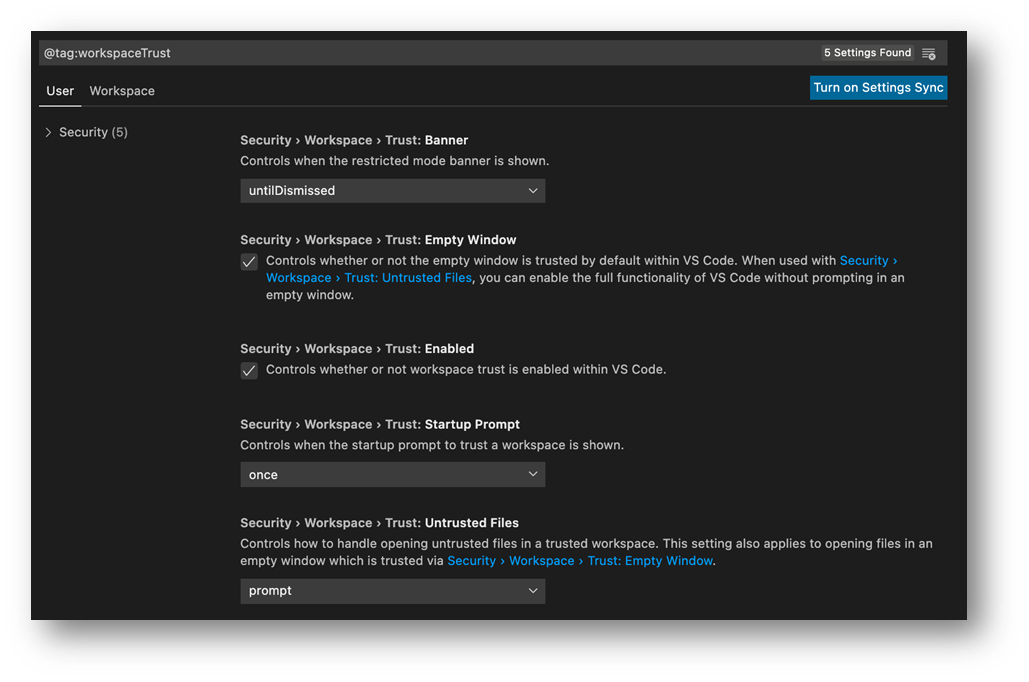 @tag:workspaceTrust
5 Settings Found
User Workspace
Turn on Settings Sync
Security (5)
Security › Workspace › Trust: Banner
Controls when the restricted mode banner is shown.
untilDismissed
Security › Workspace › Trust: Empty Window
Controls whether or not the empty window is trusted by default within VS Code. When used with Security ›
Workspace › Trust: Untrusted Files, you can enable the full functionality of VS Code without prompting in an
empty window.
Security › Workspace › Trust: Enabled
Controls whether or not workspace trust is enabled within VS Code.
Security › Workspace › Trust: Startup Prompt
Controls when the startup prompt to trust a workspace is shown.
once
Security › Workspace › Trust: Untrusted Files
Controls how to handle opening untrusted files in a trusted workspace. This setting also applies to opening files in an
empty window which is trusted via Security › Workspace › Trust: Empty Window.
prompt